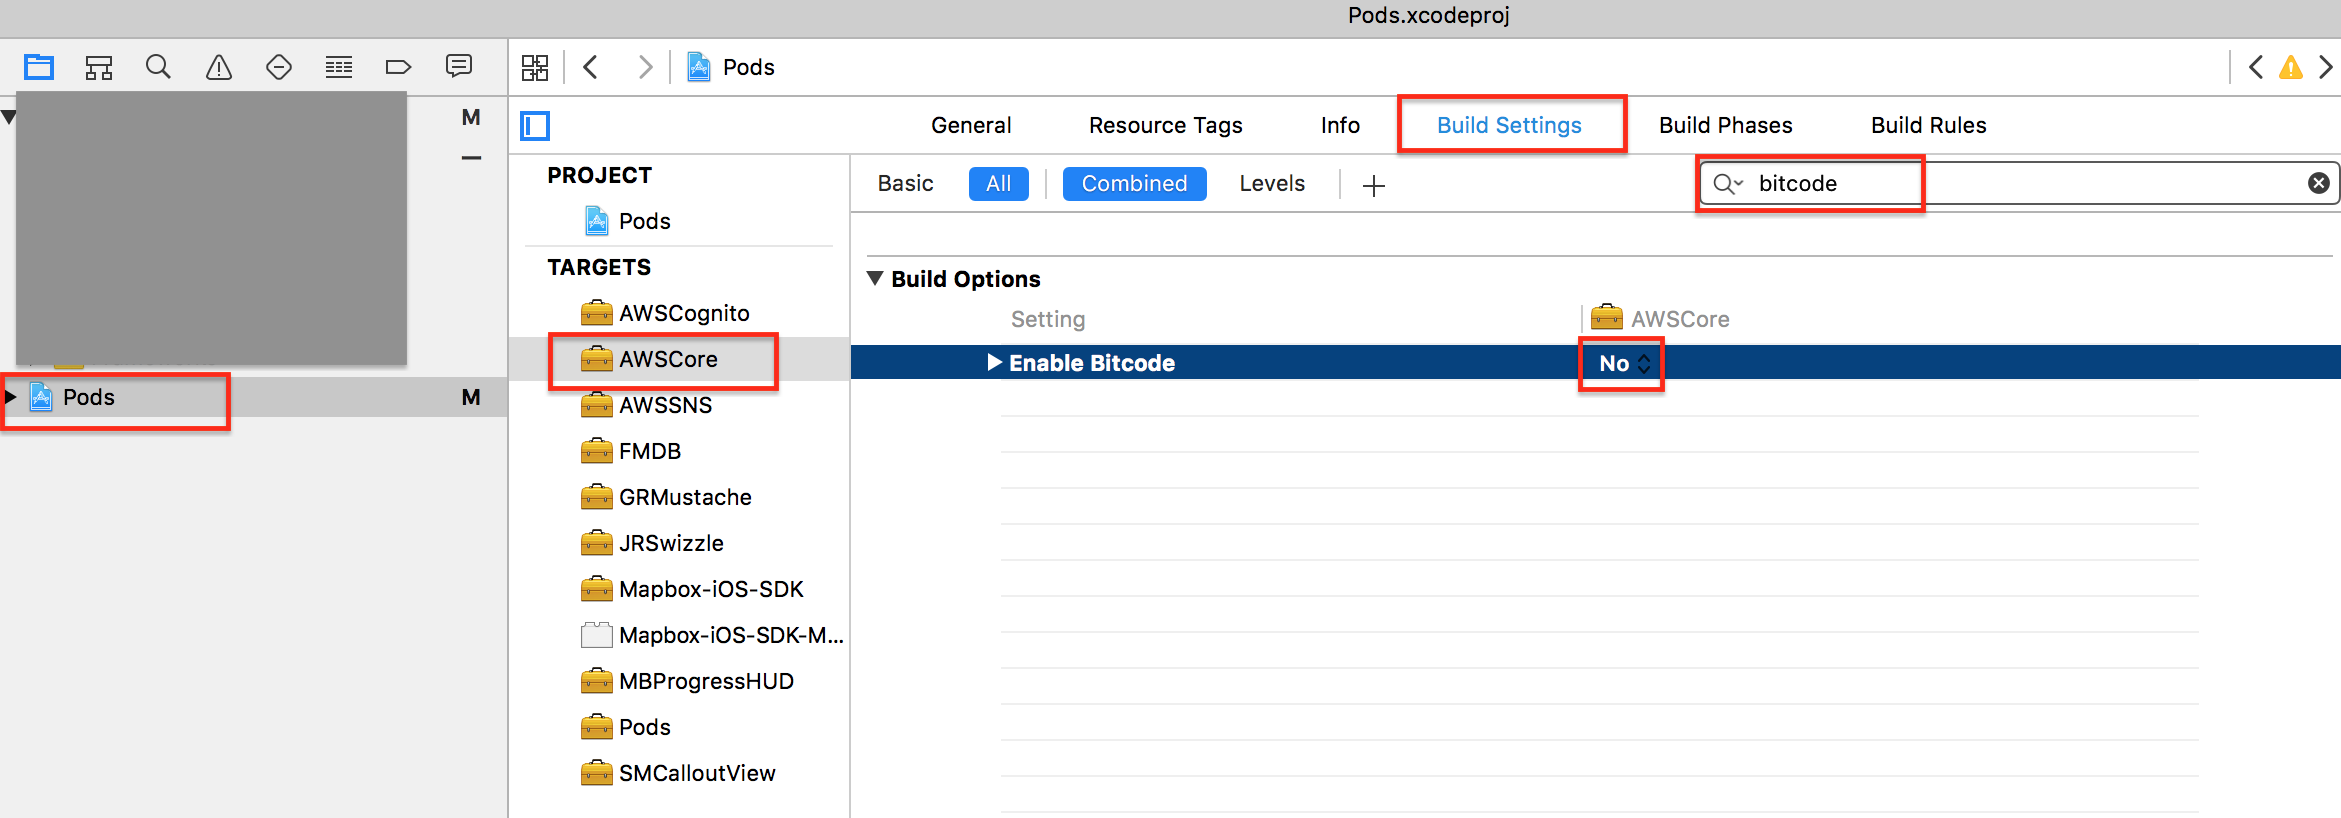 Pods.xcodeproj
Pods
M
General Resource Tags Info Build Settings Build Phases Build Rules
PROJECT
Pods
TARGETS
AWSCognito
AWSCore
AWSSNS
FMDB
GRMustache
JRSwizzle
Mapbox-iOS-SDK
Mapbox-iOS-SDK-M...
MBProgressHUD
Pods
SMCalloutView
Basic All Combined Levels
bitcode
Build Options
Setting AWSCore
Enable Bitcode No
Pods M